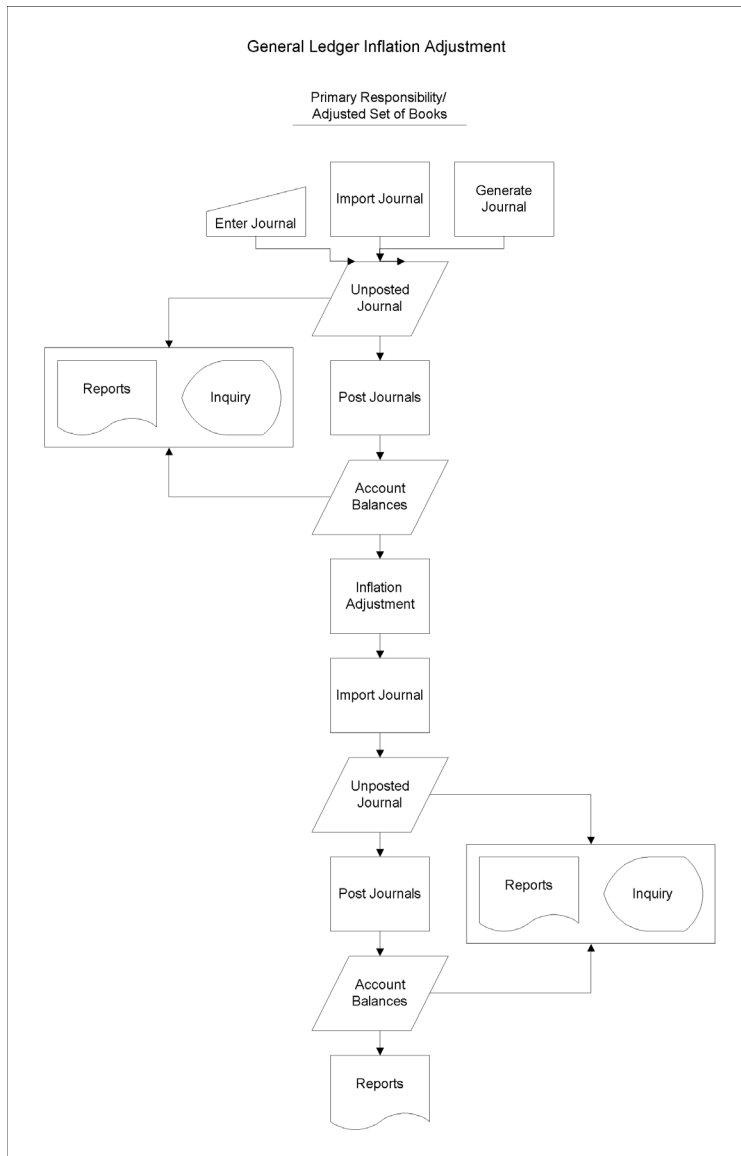 General Ledger Inflation Adjustment
Primary Responsibility/
Adjusted Set of Books
Enter Journal
Import Journal
Generate
Journal
Unposted
Journal
Reports
Inquiry
Post Journals
Account
Balances
Inflation
Adjustment
Import Journal
Unposted
Journal
Post Journals
Reports
Inquiry
Account
Balances
Reports